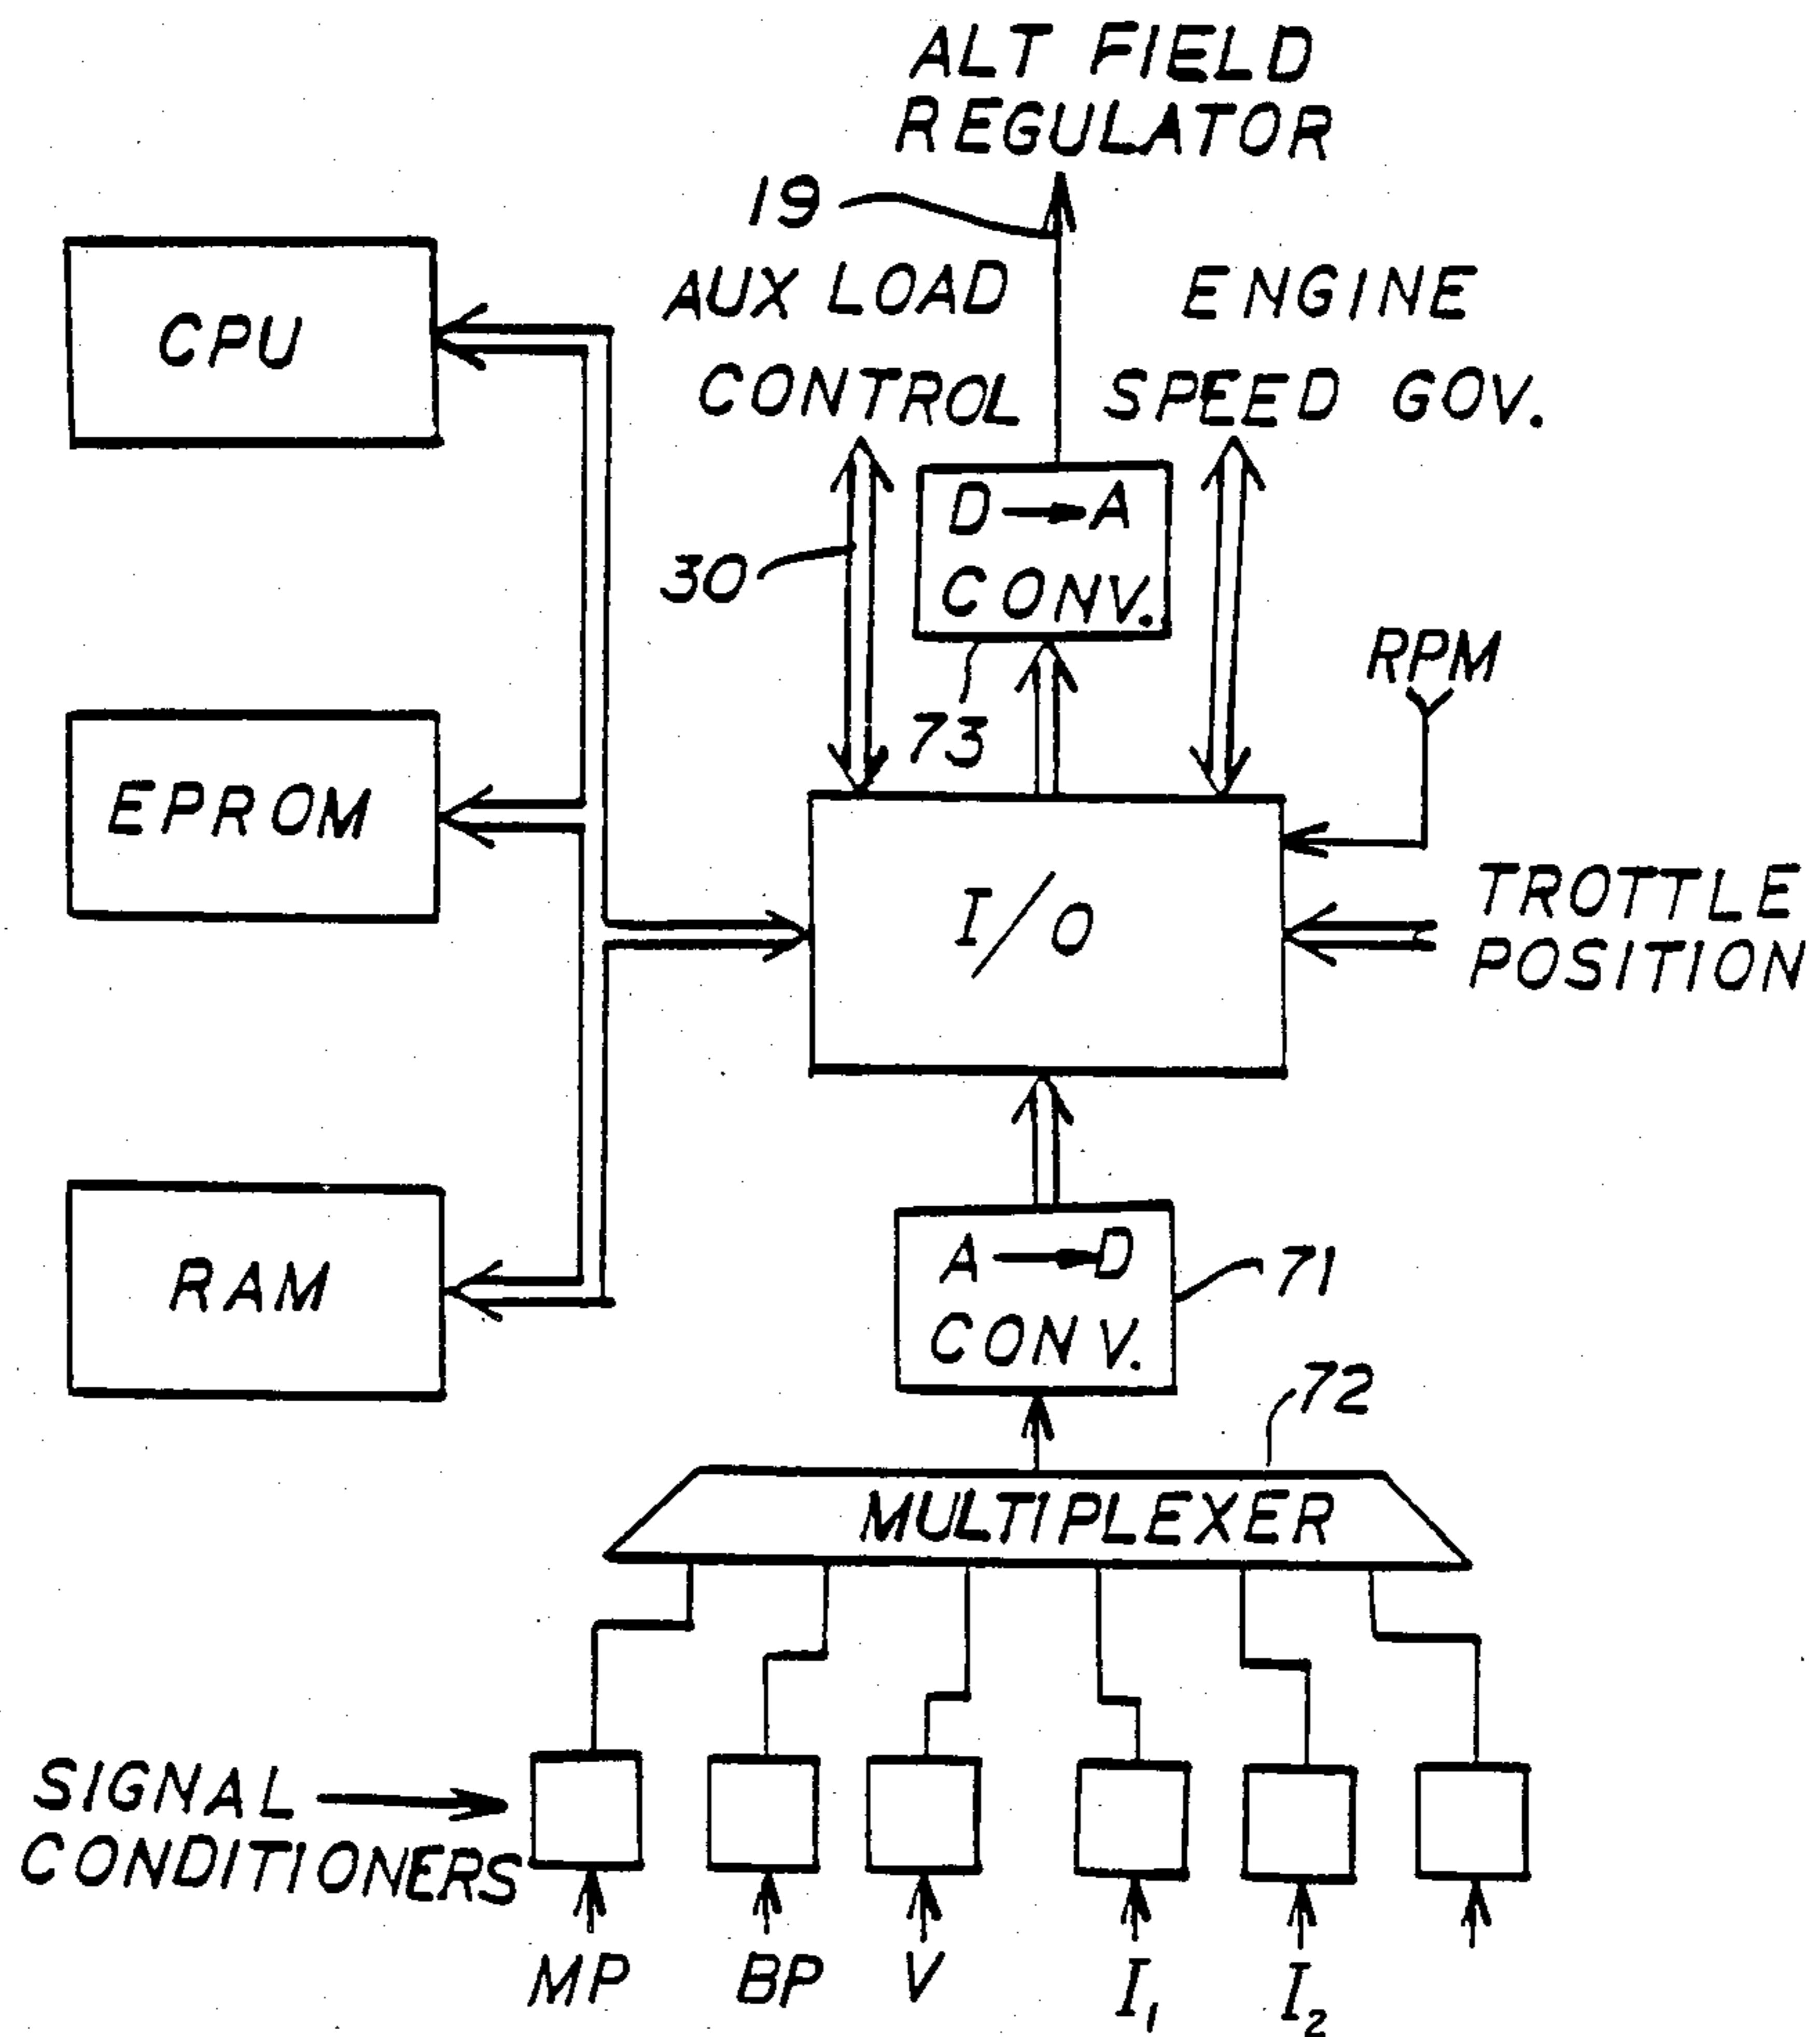 ALT FIELD
REGULATOR
19
AUX LOAD
CONTROL
ENGINE
SPEED GOV.
CPU
D→A
CONV.
30
73
RPM
EPROM
I/O
TROTTLE
POSITION
RAM
A→D
CONV.
71
72
MULTIPLEXER
SIGNAL
CONDITIONERS
MP
BP
V
I₁
I₂